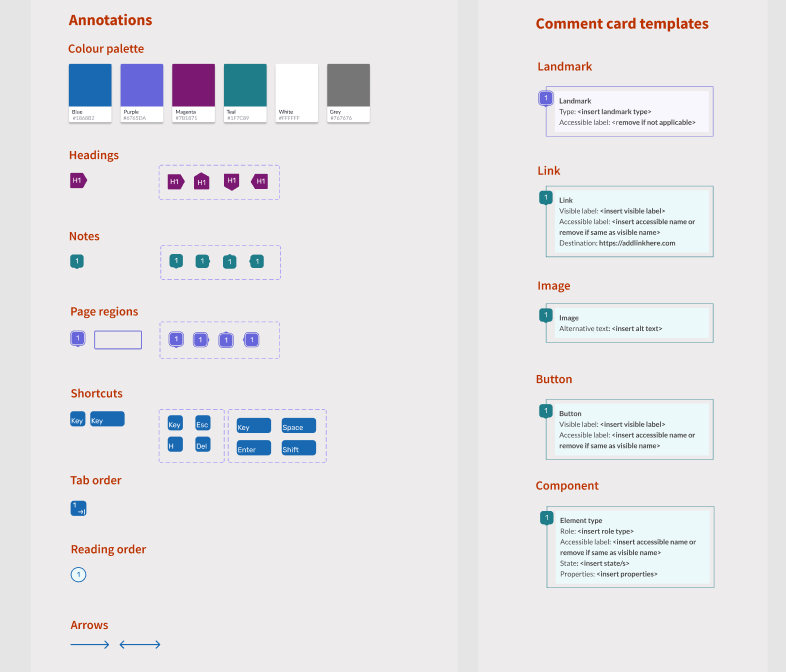 Annotations
Colour palette
Blue
#1B68B2
Purple
#6765DA
Magenta
#7B1871
Teal
#1F7C89
White
#FFFFFF
Grey
#767676
Headings
H1
H1 H1 H1 H1
Notes
1
1 1 1 1
Page regions
1
1 1 1 1
Shortcuts
Key Key
Key Esc
H Del
Key Space
Enter Shift
Tab order
1
Reading order
1
Arrows
Comment card templates
Landmark
1
Landmark
Type: <insert landmark type>
Accessible label: <remove if not applicable>
Link
1
Link
Visible label: <insert visible label>
Accessible label: <insert accessible name or
remove if same as visible name>
Destination: https://addlinkhere.com
Image
1
Image
Alternative text: <insert alt text>
Button
1
Button
Visible label: <insert visible label>
Accessible label: <insert accessible name or
remove if same as visible name>
Component
1
Element type
Role: <insert role type>
Accessible label: <insert accessible name or
remove if same as visible name>
State: <insert state/s>
Properties: <insert properties>